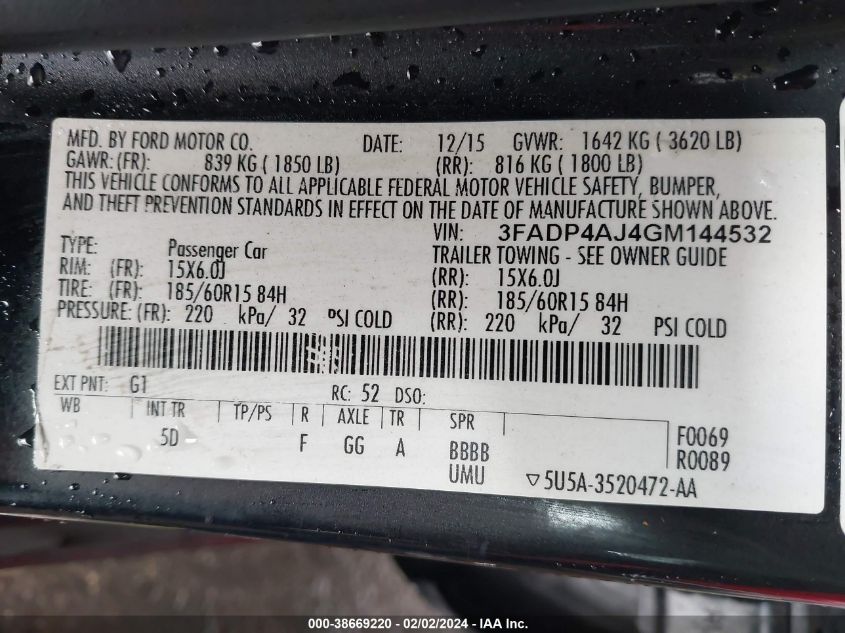 MFD. BY FORD MOTOR CO. DATE: 12/15 GVWR: 1642 KG ( 3620 LB)
GAWR: (FR): 839 KG ( 1850 LB) (RR): 816 KG ( 1800 LB)
THIS VEHICLE CONFORMS TO ALL APPLICABLE FEDERAL MOTOR VEHICLE SAFETY, BUMPER,
AND THEFT PREVENTION STANDARDS IN EFFECT ON THE DATE OF MANUFACTURE SHOWN ABOVE.
VIN: 3FADP4AJ4GM144532
TYPE: Passenger Car TRAILER TOWING - SEE OWNER GUIDE
RIM: (FR): 15X6.0J (RR): 15X6.0J
TIRE: (FR): 185/60R15 84H (RR): 185/60R15 84H
PRESSURE: (FR): 220 kPa/ 32 PSI COLD (RR): 220 kPa/ 32 PSI COLD
EXT PNT: G1 RC: 52 DSO:
WB INT TR TP/PS R AXLE TR SPR
5D F GG A BBBB F0069
UMU R0089
▽5U5A-3520472-AA
000-38669220 - 02/02/2024 - IAA Inc.